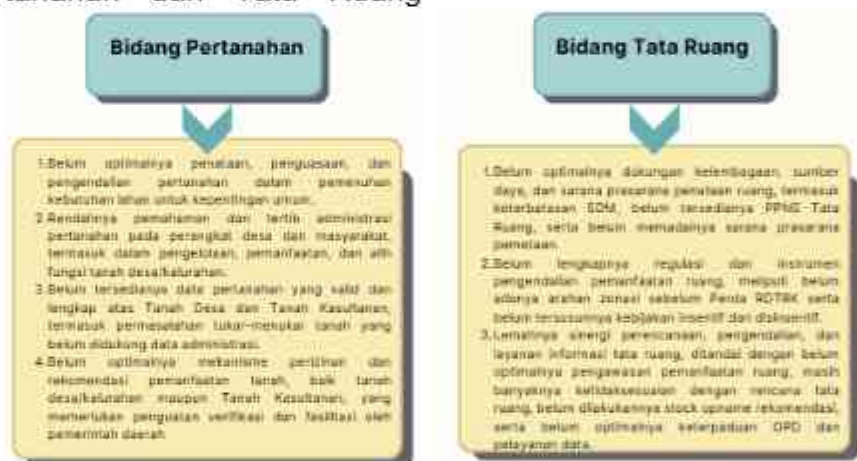 dan Tata Ruang
Bidang Pertanahan
1.Belum optimalnya penataan, penguasaan, dan
pengendalian pertanahan dalam pemenuhan
kebutuhan lahan untuk kepentingan umum.
2.Rendahnya pemahaman dan tertib administrasi
pertanahan pada perangkat desa dan masyarakat,
termasuk dalam pengelolaan, pemanfaatan, dan alih
fungsi tanah desa/kalurahan.
3.Belum tersedianya data pertanahan yang valid dan
lengkap atas Tanah Desa dan Tanah Kasultanan,
termasuk permasalahan tukar-menukar tanah yang
belum didukung data administrasi.
4.Belum optimalnya mekanisme perizinan dan
rekomendasi pemanfaatan tanah, baik tanah
desa/kalurahan maupun Tanah Kasultanan, yang
memerlukan penguatan verifikasi dan fasilitasi oleh
pemerintah daerah
Bidang Tata Ruang
1.Belum optimalnya dukungan kelembagaan, sumber
daya, dan sarana prasarana penataan ruang, termasuk
keterbatasan SDM, belum tersedianya PPNS Tata
Ruang, serta belum memadainya sarana prasarana
pemetaan.
2.Belum lengkapnya regulasi dan instrumen
pengendalian pemanfaatan ruang, meliputi belum
adanya arahan zonasi sebelum Perda RDTRK serta
belum tersusunnya kebijakan insentif dan disinsentif.
3.Lemahnya sinergi perencanaan, pengendalian, dan
layanan informasi tata ruang, ditandai dengan belum
optimalnya pengawasan pemanfaatan ruang, masih
banyaknya ketidaksesuaian dengan rencana tata
ruang, belum dilakukannya stock opname rekomendasi,
serta belum optimalnya keterpaduan OPD dan
pelayanan data.